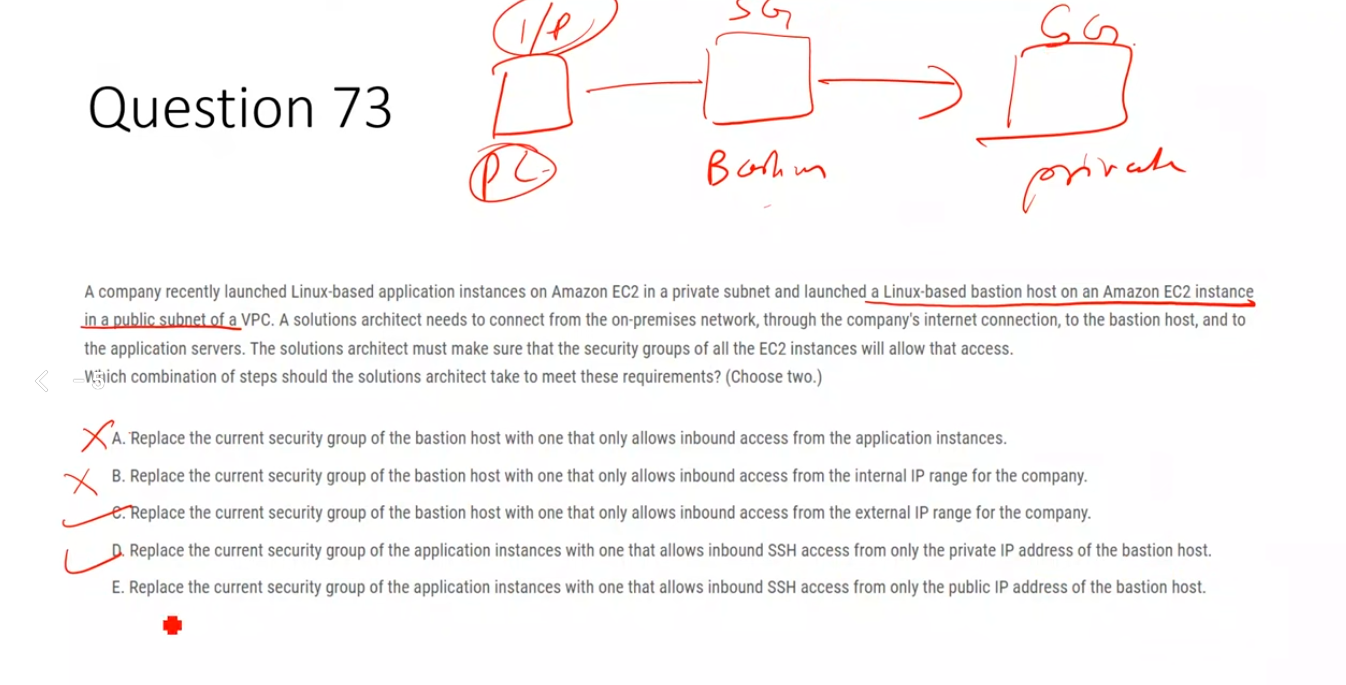 I/P
SG
SG
Question 73
PC
Bastion
private
A company recently launched Linux-based application instances on Amazon EC2 in a private subnet and launched a Linux-based bastion host on an Amazon EC2 instance
in a public subnet of a VPC. A solutions architect needs to connect from the on-premises network, through the company's internet connection, to the bastion host, and to
the application servers. The solutions architect must make sure that the security groups of all the EC2 instances will allow that access.
Which combination of steps should the solutions architect take to meet these requirements? (Choose two.)
A. Replace the current security group of the bastion host with one that only allows inbound access from the application instances.
B. Replace the current security group of the bastion host with one that only allows inbound access from the internal IP range for the company.
C. Replace the current security group of the bastion host with one that only allows inbound access from the external IP range for the company.
D. Replace the current security group of the application instances with one that allows inbound SSH access from only the private IP address of the bastion host.
E. Replace the current security group of the application instances with one that allows inbound SSH access from only the public IP address of the bastion host.